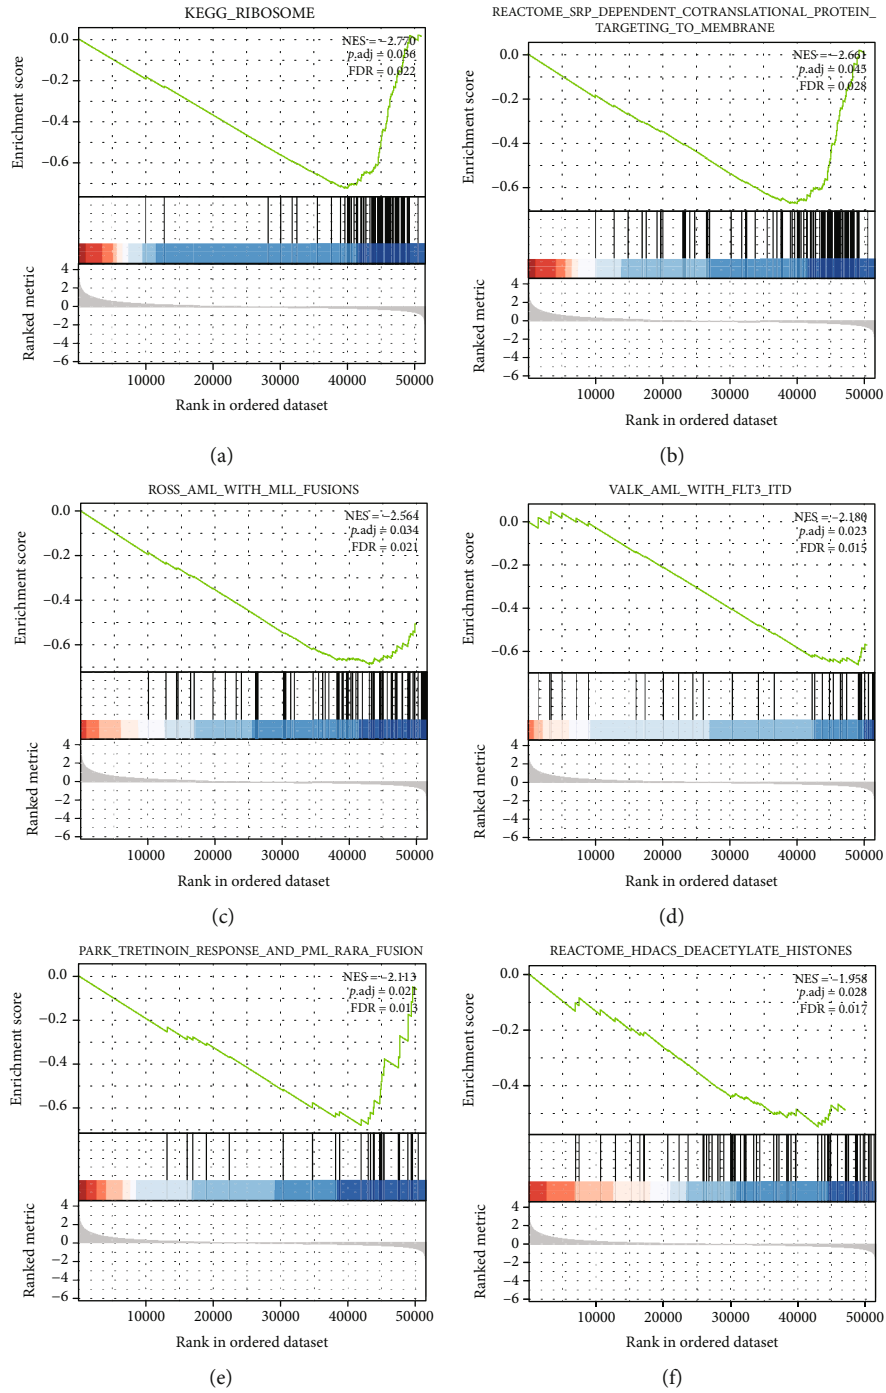 KEGG_RIBOSOME
NES = −2.770
p.adj = 0.036
FDR = 0.022
Enrichment score
0.0
−0.2
−0.4
−0.6
Ranked metric
4
2
0
−2
−4
−6
10000 20000 30000 40000 50000
Rank in ordered dataset
(a)
REACTOME_SRP_DEPENDENT_COTRANSLATIONAL_PROTEIN_
TARGETING_TO_MEMBRANE
NES = −2.661
p.adj = 0.045
FDR = 0.028
Enrichment score
0.0
−0.2
−0.4
−0.6
Ranked metric
4
2
0
−2
−4
−6
10000 20000 30000 40000 50000
Rank in ordered dataset
(b)
ROSS_AML_WITH_MLL_FUSIONS
NES = −2.564
p.adj = 0.034
FDR = 0.021
Enrichment score
0.0
−0.2
−0.4
−0.6
Ranked metric
4
2
0
−2
−4
−6
10000 20000 30000 40000 50000
Rank in ordered dataset
(c)
VALK_AML_WITH_FLT3_ITD
NES = −2.180
p.adj = 0.023
FDR = 0.015
Enrichment score
0.0
−0.2
−0.4
−0.6
Ranked metric
4
2
0
−2
−4
−6
10000 20000 30000 40000 50000
Rank in ordered dataset
(d)
PARK_TRETINOIN_RESPONSE_AND_PML_RARA_FUSION
NES = −2.113
p.adj = 0.021
FDR = 0.013
Enrichment score
0.0
−0.2
−0.4
−0.6
Ranked metric
4
2
0
−2
−4
−6
10000 20000 30000 40000 50000
Rank in ordered dataset
(e)
REACTOME_HDACS_DEACETYLATE_HISTONES
NES = −1.958
p.adj = 0.028
FDR = 0.017
Enrichment score
0.0
−0.2
−0.4
Ranked metric
4
2
0
−2
−4
−6
10000 20000 30000 40000 50000
Rank in ordered dataset
(f)